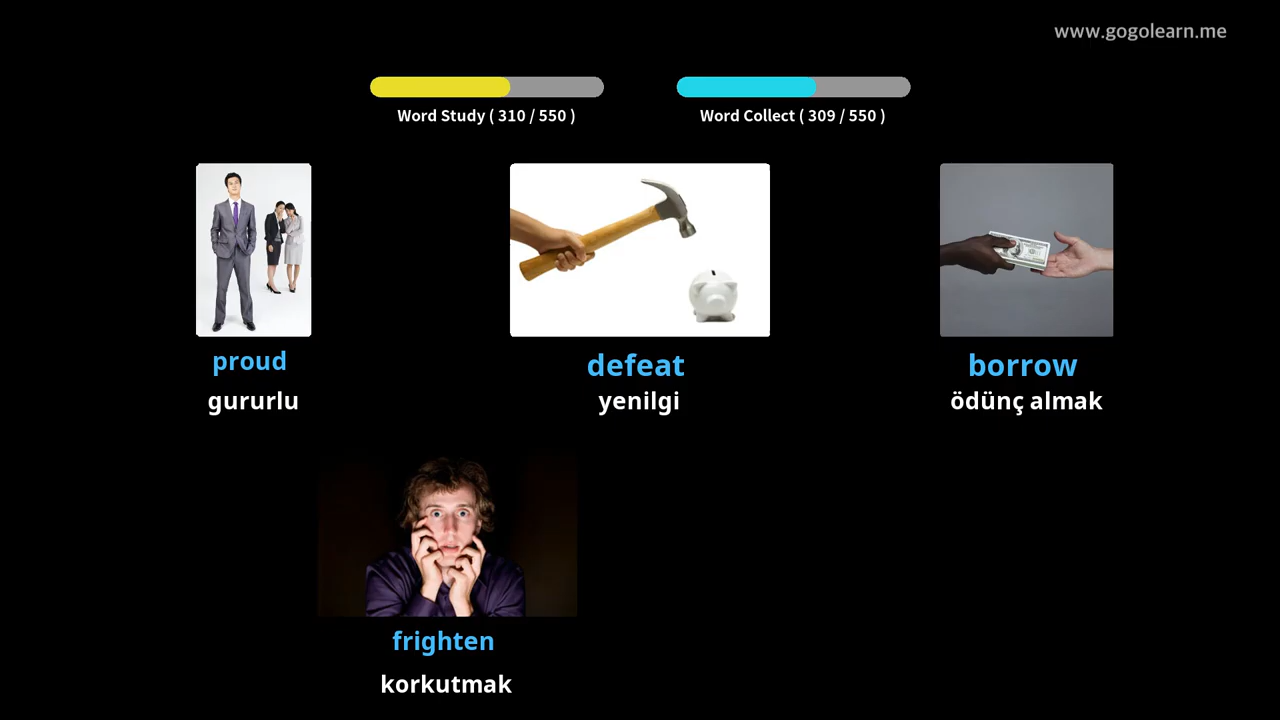 www.gogolearn.me
Word Study ( 310 / 550 )
Word Collect ( 309 / 550 )
proud
defeat
borrow
gururlu
yenilgi
ödünç almak
frighten
korkutmak